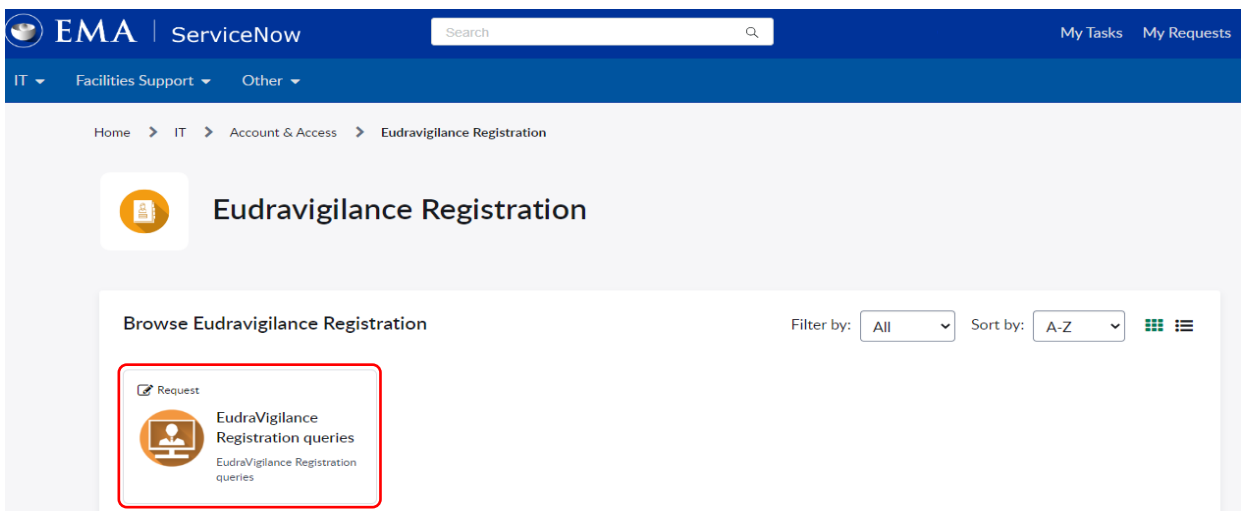 EMA | ServiceNow
Search
My Tasks My Requests
IT Facilities Support Other
Home > IT > Account & Access > Eudravigilance Registration
Eudravigilance Registration
Browse Eudravigilance Registration
Filter by: All Sort by: A-Z
Request
EudraVigilance
Registration queries
EudraVigilance Registration
queries